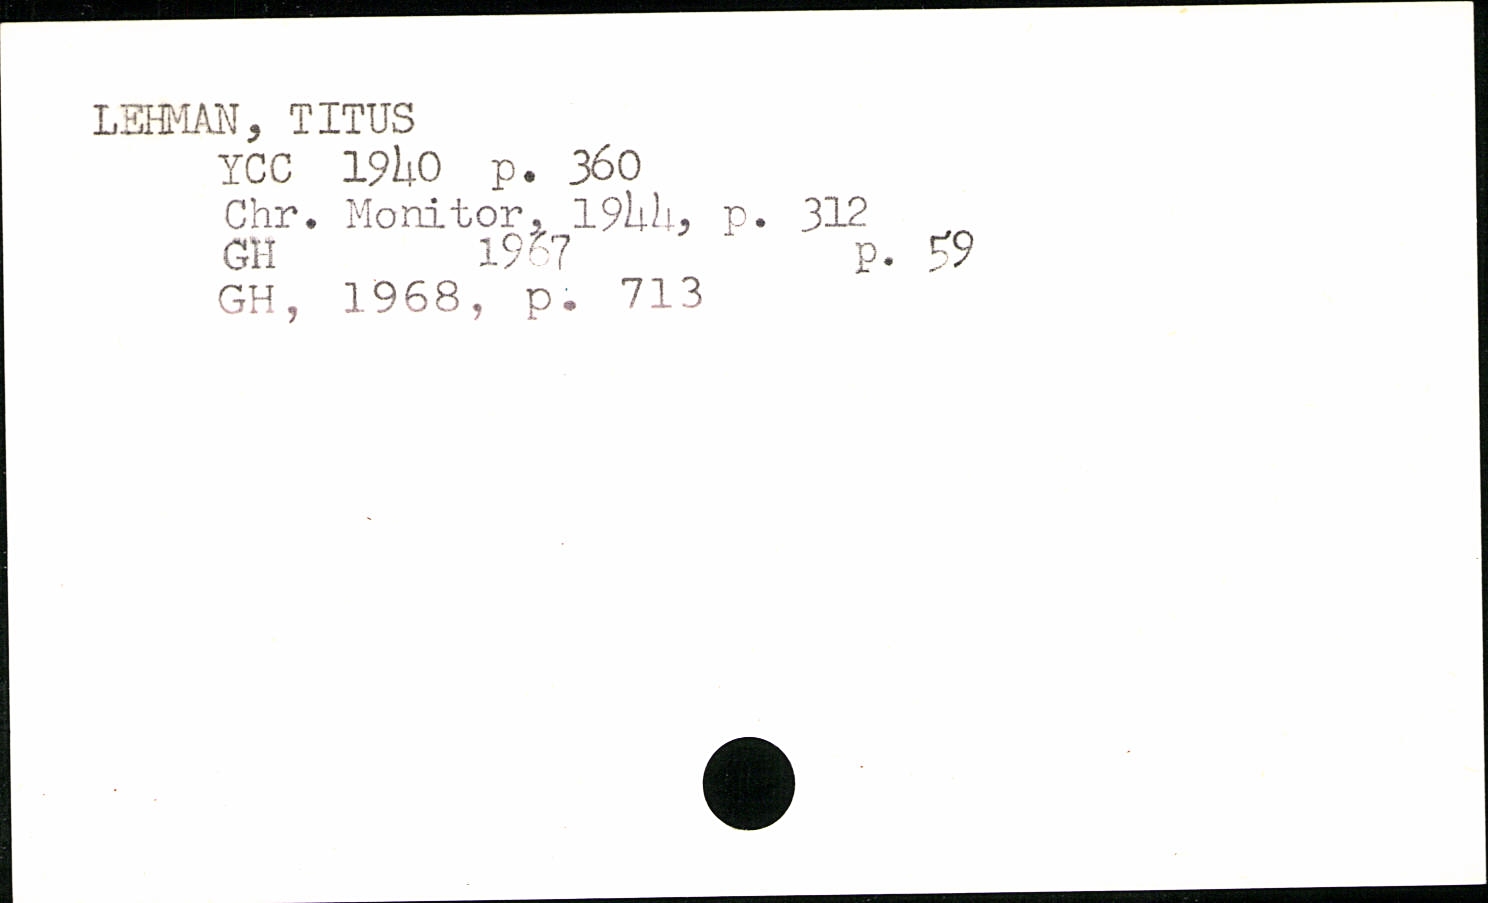 LEHMAN, TITUS
YCC 1940 p. 360
Chr. Monitor, 1944, p. 312
GH 1967 p. 59
GH, 1968, p. 713